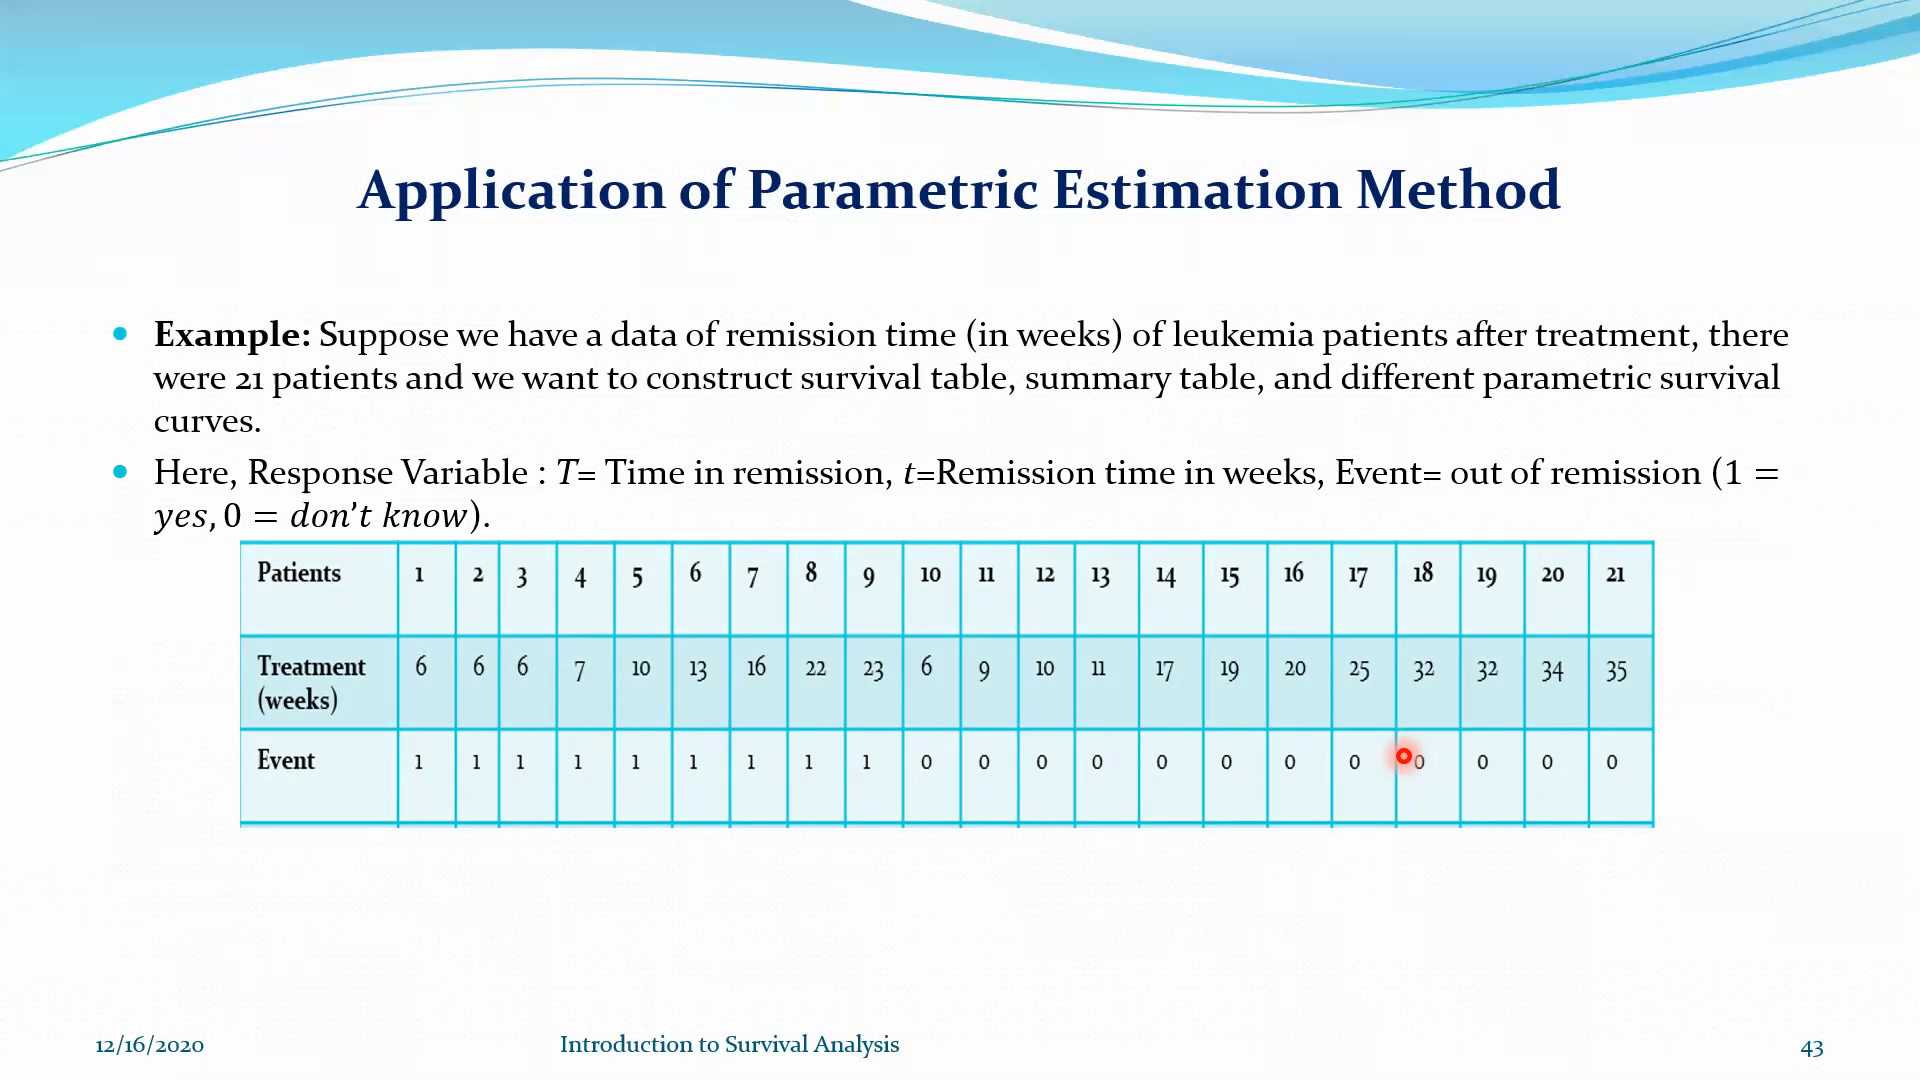 Application of Parametric Estimation Method
• Example: Suppose we have a data of remission time (in weeks) of leukemia patients after treatment, there
were 21 patients and we want to construct survival table, summary table, and different parametric survival
curves.
• Here, Response Variable : T= Time in remission, t=Remission time in weeks, Event= out of remission (1 =
yes, 0 = don't know).
Patients 1 2 3 4 5 6 7 8 9 10 11 12 13 14 15 16 17 18 19 20 21
Treatment 6 6 6 7 10 13 16 22 23 6 9 10 11 17 19 20 25 32 32 34 35
(weeks)
Event 1 1 1 1 1 1 1 1 1 0 0 0 0 0 0 0 0 0 0 0 0
12/16/2020 Introduction to Survival Analysis 43